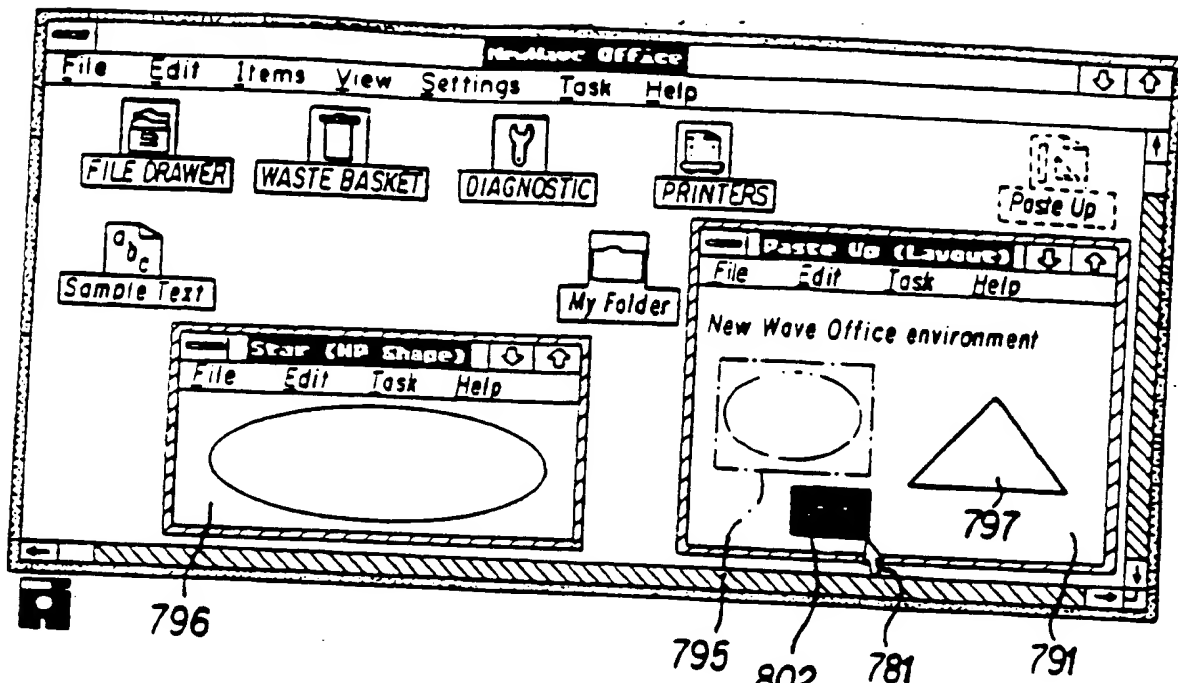 NewWave Office
File Edit Items View Settings Task Help
FILE DRAWER WASTE BASKET DIAGNOSTIC PRINTERS
Paste Up
abc
Sample Text
My Folder
Paste Up (Layout)
File Edit Task Help
New Wave Office environment
Star (HP Shape)
File Edit Task Help
797
796
795 802 781 791